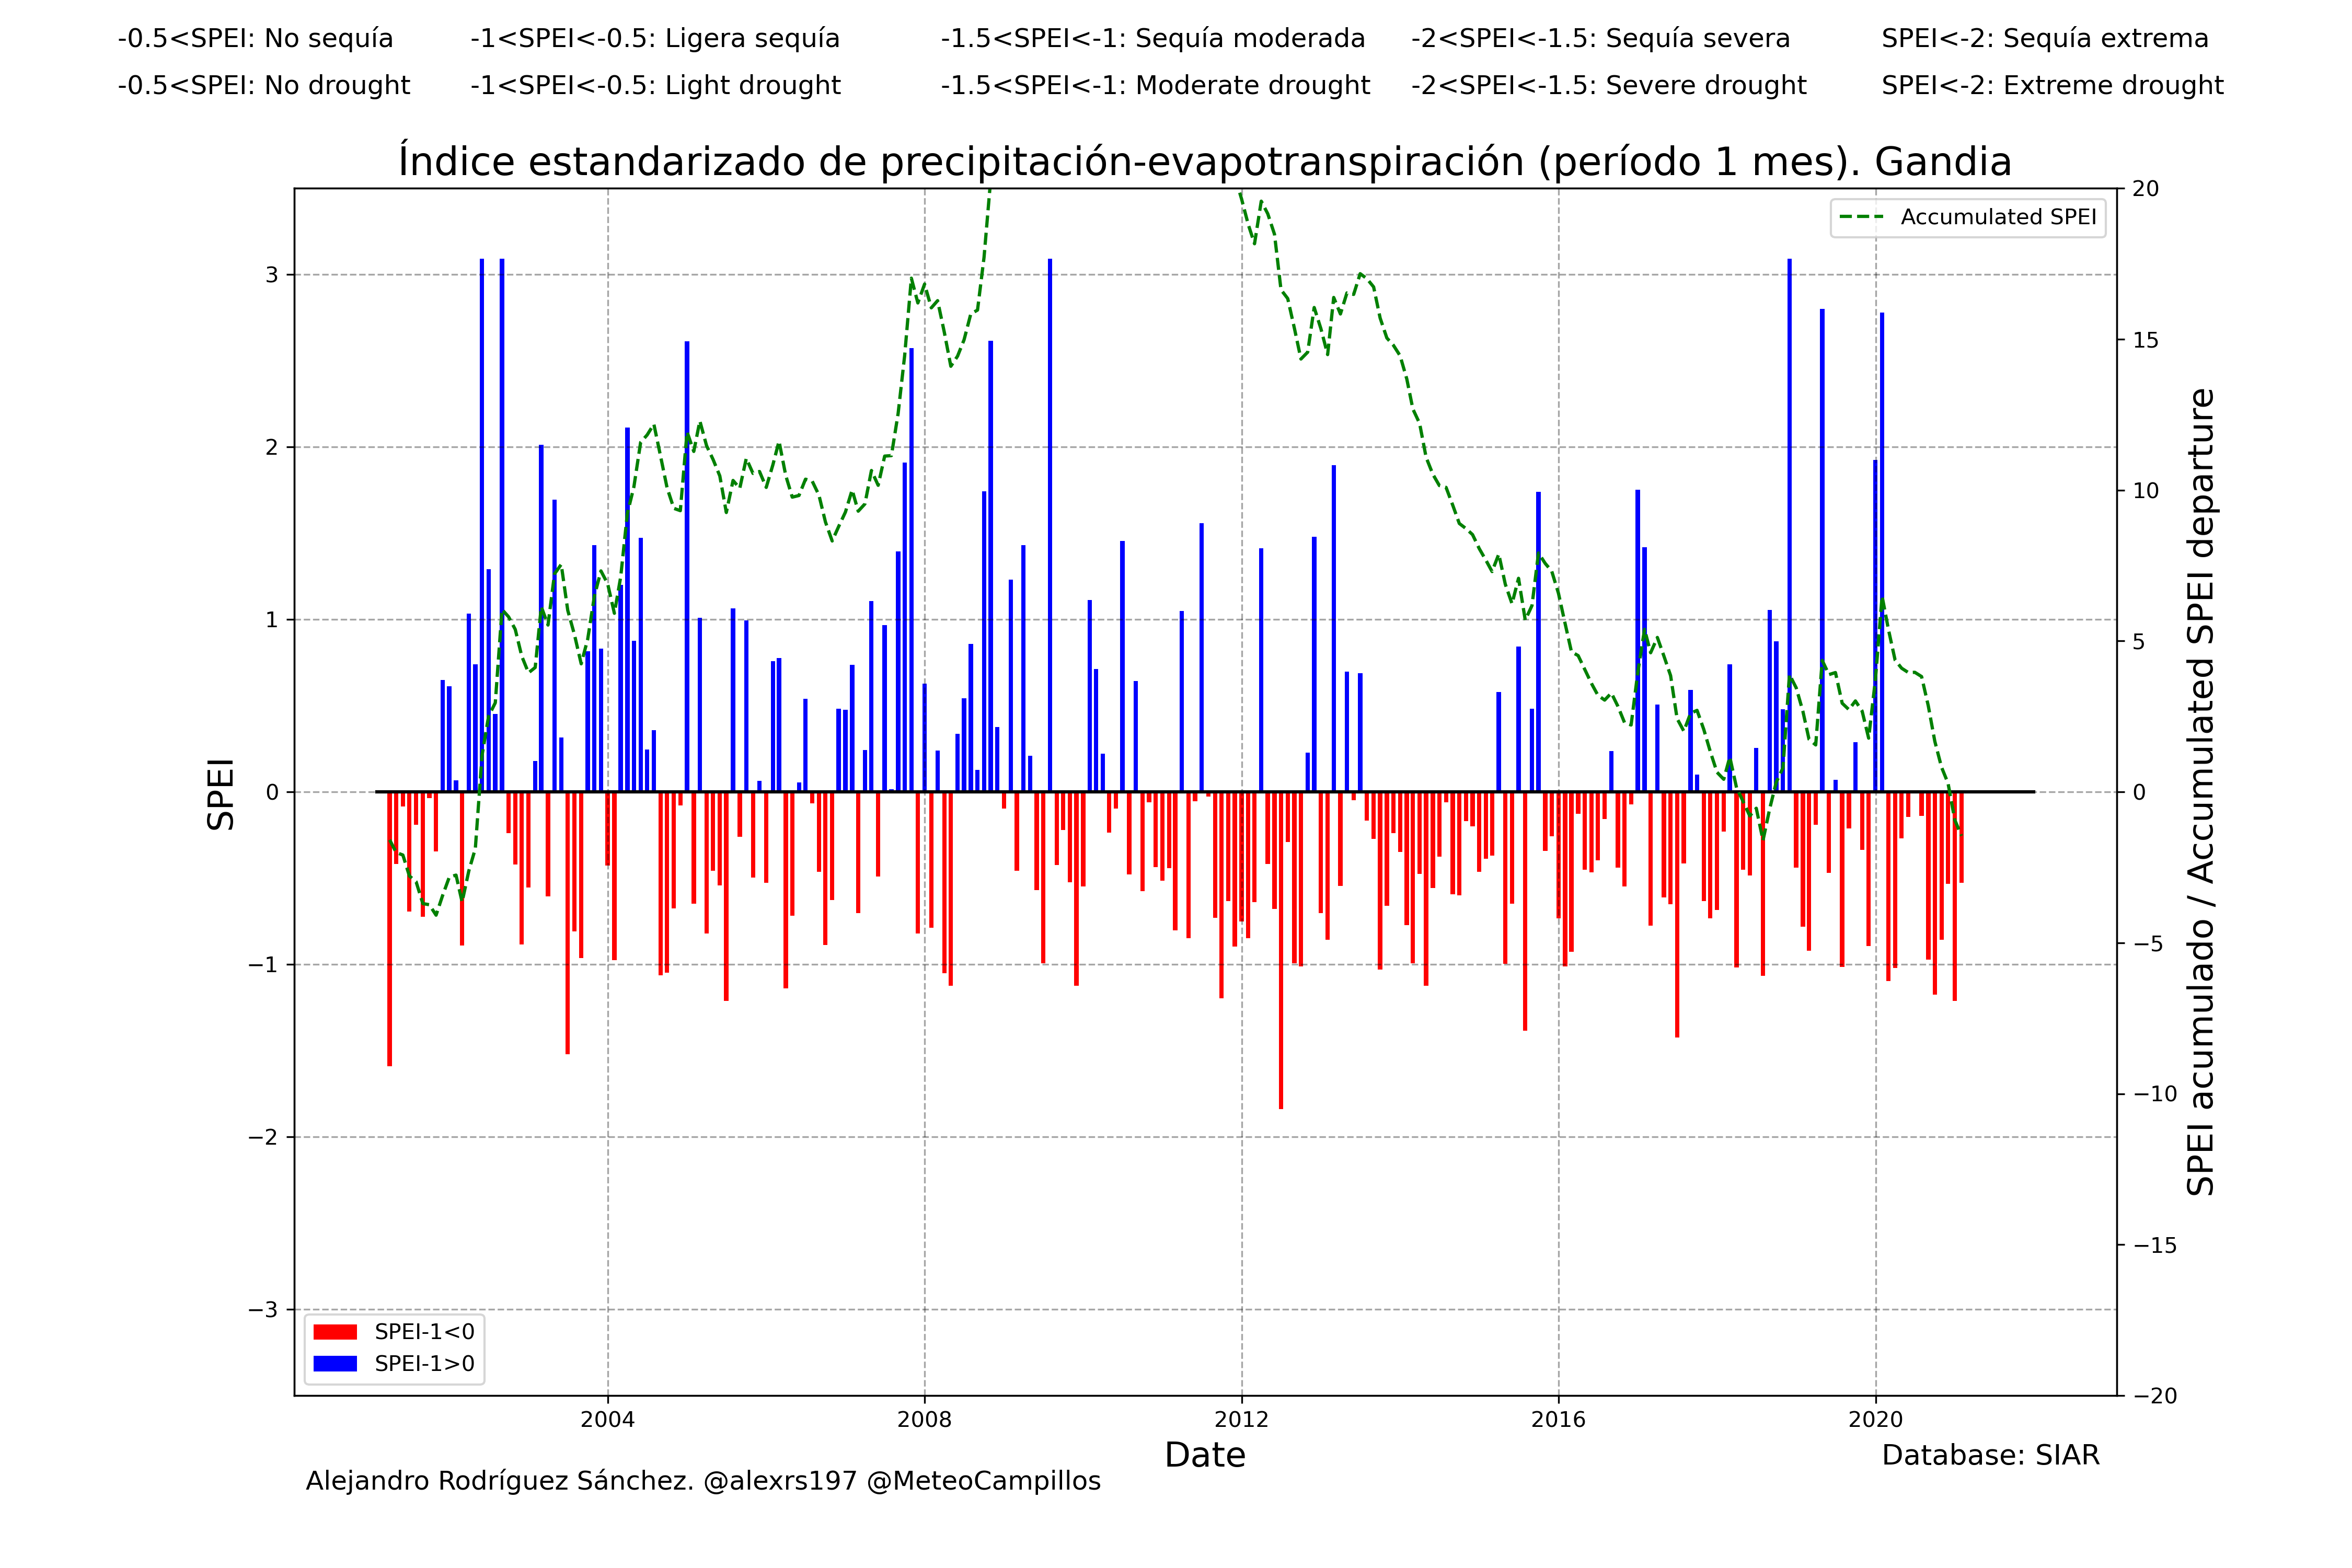 -0.5<SPEI: No sequía -1<SPEI<-0.5: Ligera sequía -1.5<SPEI<-1: Sequía moderada -2<SPEI<-1.5: Sequía severa SPEI<-2: Sequía extrema
-0.5<SPEI: No drought -1<SPEI<-0.5: Light drought -1.5<SPEI<-1: Moderate drought -2<SPEI<-1.5: Severe drought SPEI<-2: Extreme drought
Índice estandarizado de precipitación-evapotranspiración (período 1 mes). Gandia
Accumulated SPEI
3
2
1
0
−1
−2
−3
SPEI
20
15
10
5
0
−5
−10
−15
−20
SPEI acumulado / Accumulated SPEI departure
SPEI-1<0
SPEI-1>0
2004 2008 2012 2016 2020
Date
Database: SIAR
Alejandro Rodríguez Sánchez. @alexrs197 @MeteoCampillos